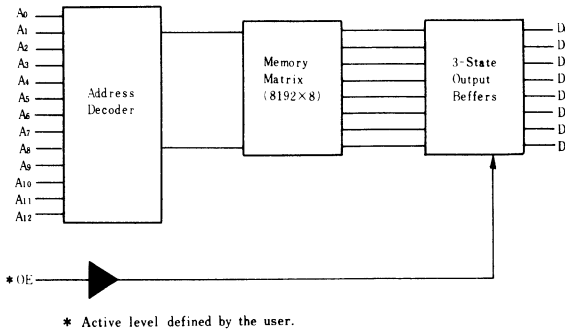 A0
A1
A2
A3
A4
A5
A6
A7
A8
A9
A10
A11
A12
Address
Decoder
Memory
Matrix
(8192×8)
3-State
Output
Beffers
D
D
D
D
D
D
D
D
* OE
* Active level defined by the user.